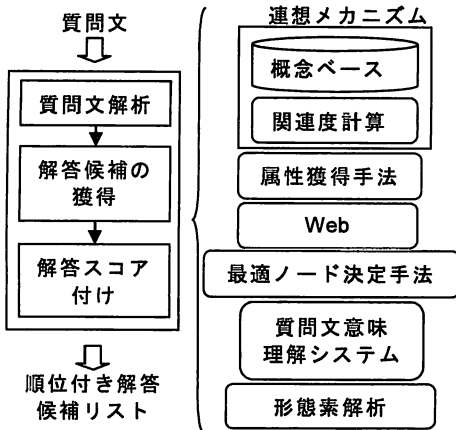 質問文
質問文解析
解答候補の
獲得
解答スコア
付け
順位付き解答
候補リスト
連想メカニズム
概念ベース
関連度計算
属性獲得手法
Web
最適ノード決定手法
質問文意味
理解システム
形態素解析